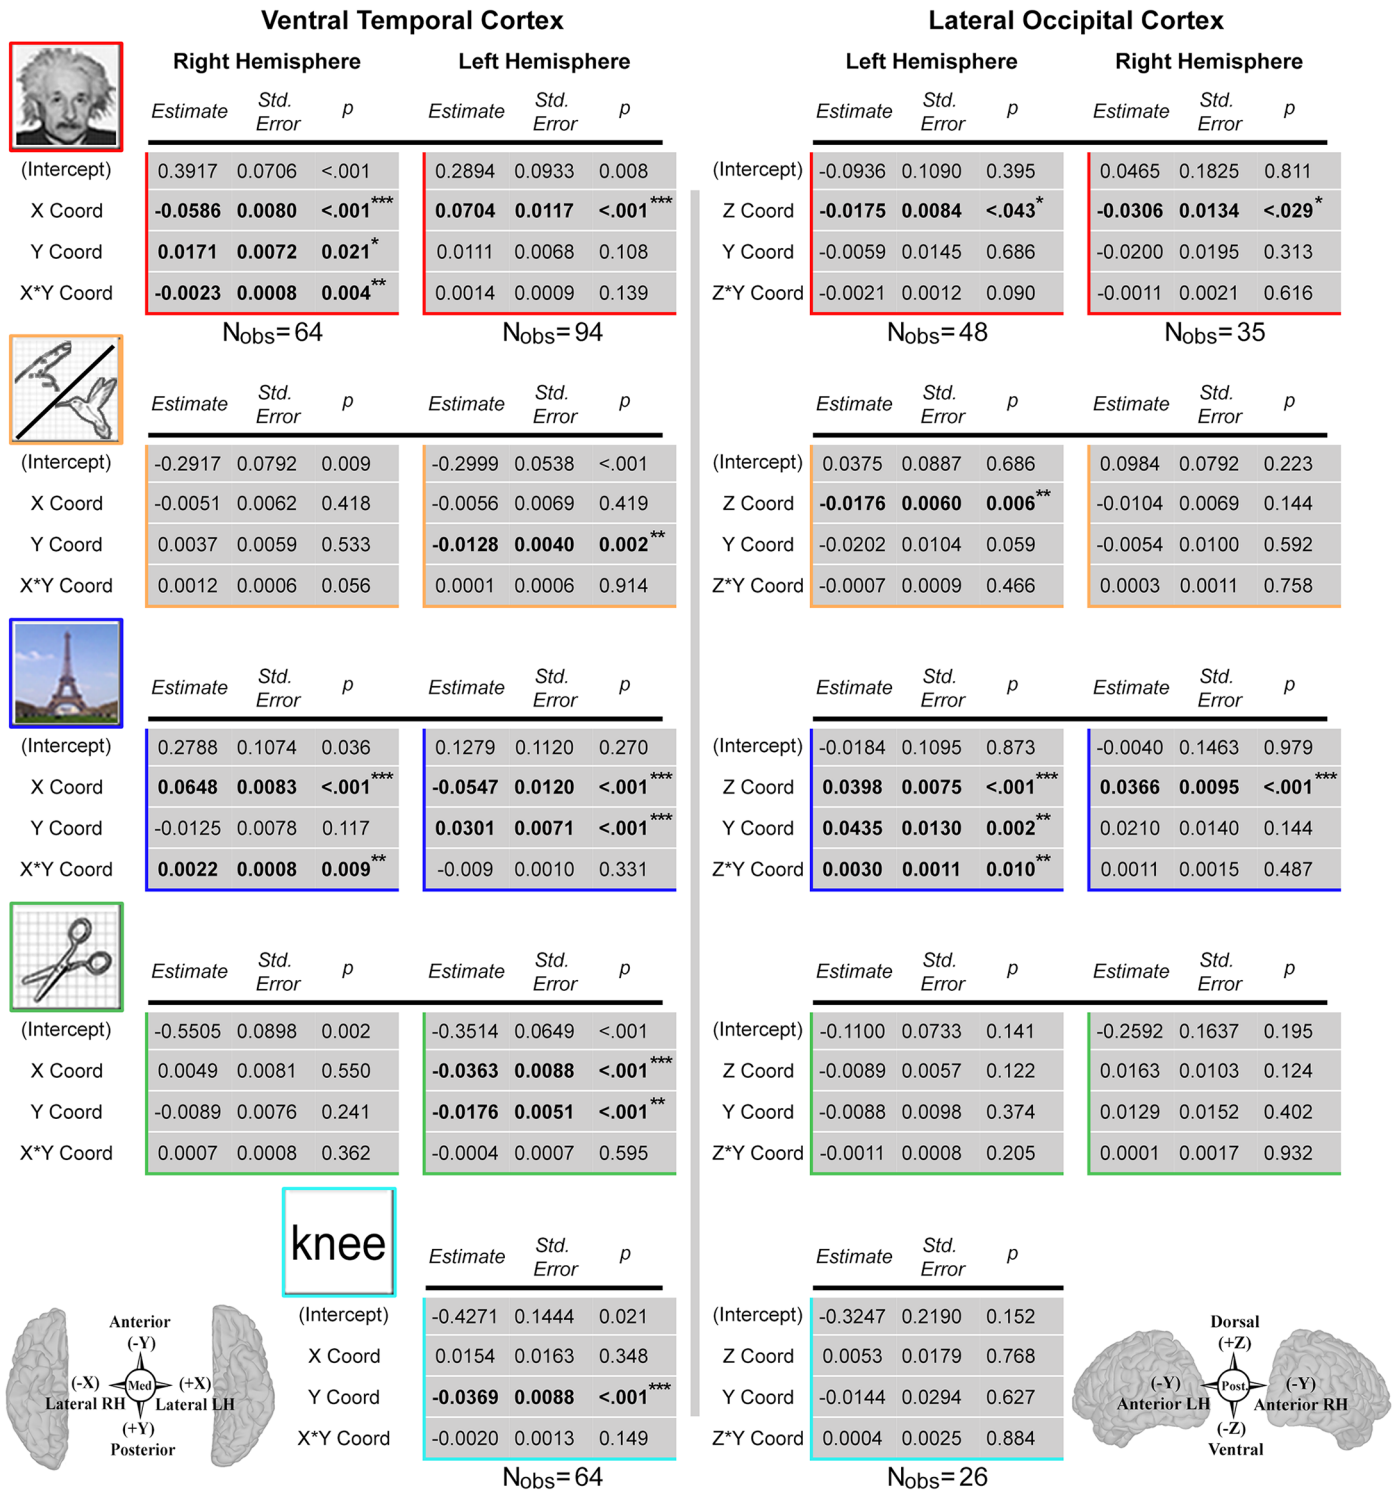 Ventral Temporal Cortex Lateral Occipital Cortex
Right Hemisphere Left Hemisphere Left Hemisphere Right Hemisphere
Estimate Std. Error p Estimate Std. Error p Estimate Std. Error p Estimate Std. Error p
(Intercept) 0.3917 0.0706 <.001 0.2894 0.0933 0.008 (Intercept) -0.0936 0.1090 0.395 0.0465 0.1825 0.811
X Coord -0.0586 0.0080 <.001*** 0.0704 0.0117 <.001*** Z Coord -0.0175 0.0084 <.043* -0.0306 0.0134 <.029*
Y Coord 0.0171 0.0072 0.021* 0.0111 0.0068 0.108 Y Coord -0.0059 0.0145 0.686 -0.0200 0.0195 0.313
X*Y Coord -0.0023 0.0008 0.004** 0.0014 0.0009 0.139 Z*Y Coord -0.0021 0.0012 0.090 -0.0011 0.0021 0.616
Nobs=64 Nobs=94 Nobs=48 Nobs=35
Estimate Std. Error p Estimate Std. Error p Estimate Std. Error p Estimate Std. Error p
(Intercept) -0.2917 0.0792 0.009 -0.2999 0.0538 <.001 (Intercept) 0.0375 0.0887 0.686 0.0984 0.0792 0.223
X Coord -0.0051 0.0062 0.418 -0.0056 0.0069 0.419 Z Coord -0.0176 0.0060 0.006** -0.0104 0.0069 0.144
Y Coord 0.0037 0.0059 0.533 -0.0128 0.0040 0.002** Y Coord -0.0202 0.0104 0.059 -0.0054 0.0100 0.592
X*Y Coord 0.0012 0.0006 0.056 0.0001 0.0006 0.914 Z*Y Coord -0.0007 0.0009 0.466 0.0003 0.0011 0.758
Estimate Std. Error p Estimate Std. Error p Estimate Std. Error p Estimate Std. Error p
(Intercept) 0.2788 0.1074 0.036 0.1279 0.1120 0.270 (Intercept) -0.0184 0.1095 0.873 -0.0040 0.1463 0.979
X Coord 0.0648 0.0083 <.001*** -0.0547 0.0120 <.001*** Z Coord 0.0398 0.0075 <.001*** 0.0366 0.0095 <.001***
Y Coord -0.0125 0.0078 0.117 0.0301 0.0071 <.001*** Y Coord 0.0435 0.0130 0.002** 0.0210 0.0140 0.144
X*Y Coord 0.0022 0.0008 0.009** -0.009 0.0010 0.331 Z*Y Coord 0.0030 0.0011 0.010** 0.0011 0.0015 0.487
Estimate Std. Error p Estimate Std. Error p Estimate Std. Error p Estimate Std. Error p
(Intercept) -0.5505 0.0898 0.002 -0.3514 0.0649 <.001 (Intercept) -0.1100 0.0733 0.141 -0.2592 0.1637 0.195
X Coord 0.0049 0.0081 0.550 -0.0363 0.0088 <.001*** Z Coord -0.0089 0.0057 0.122 0.0163 0.0103 0.124
Y Coord -0.0089 0.0076 0.241 -0.0176 0.0051 <.001** Y Coord -0.0088 0.0098 0.374 0.0129 0.0152 0.402
X*Y Coord 0.0007 0.0008 0.362 -0.0004 0.0007 0.595 Z*Y Coord -0.0011 0.0008 0.205 0.0001 0.0017 0.932
knee
Estimate Std. Error p Estimate Std. Error p
(Intercept) -0.4271 0.1444 0.021 (Intercept) -0.3247 0.2190 0.152
X Coord 0.0154 0.0163 0.348 Z Coord 0.0053 0.0179 0.768
Y Coord -0.0369 0.0088 <.001*** Y Coord -0.0144 0.0294 0.627
X*Y Coord -0.0020 0.0013 0.149 Z*Y Coord 0.0004 0.0025 0.884
Nobs=64 Nobs=26
Anterior
(-Y)
(-X) Med (+X)
Lateral RH Lateral LH
(+Y)
Posterior
Dorsal
(+Z)
(-Y) Post. (-Y)
Anterior LH Anterior RH
(-Z)
Ventral